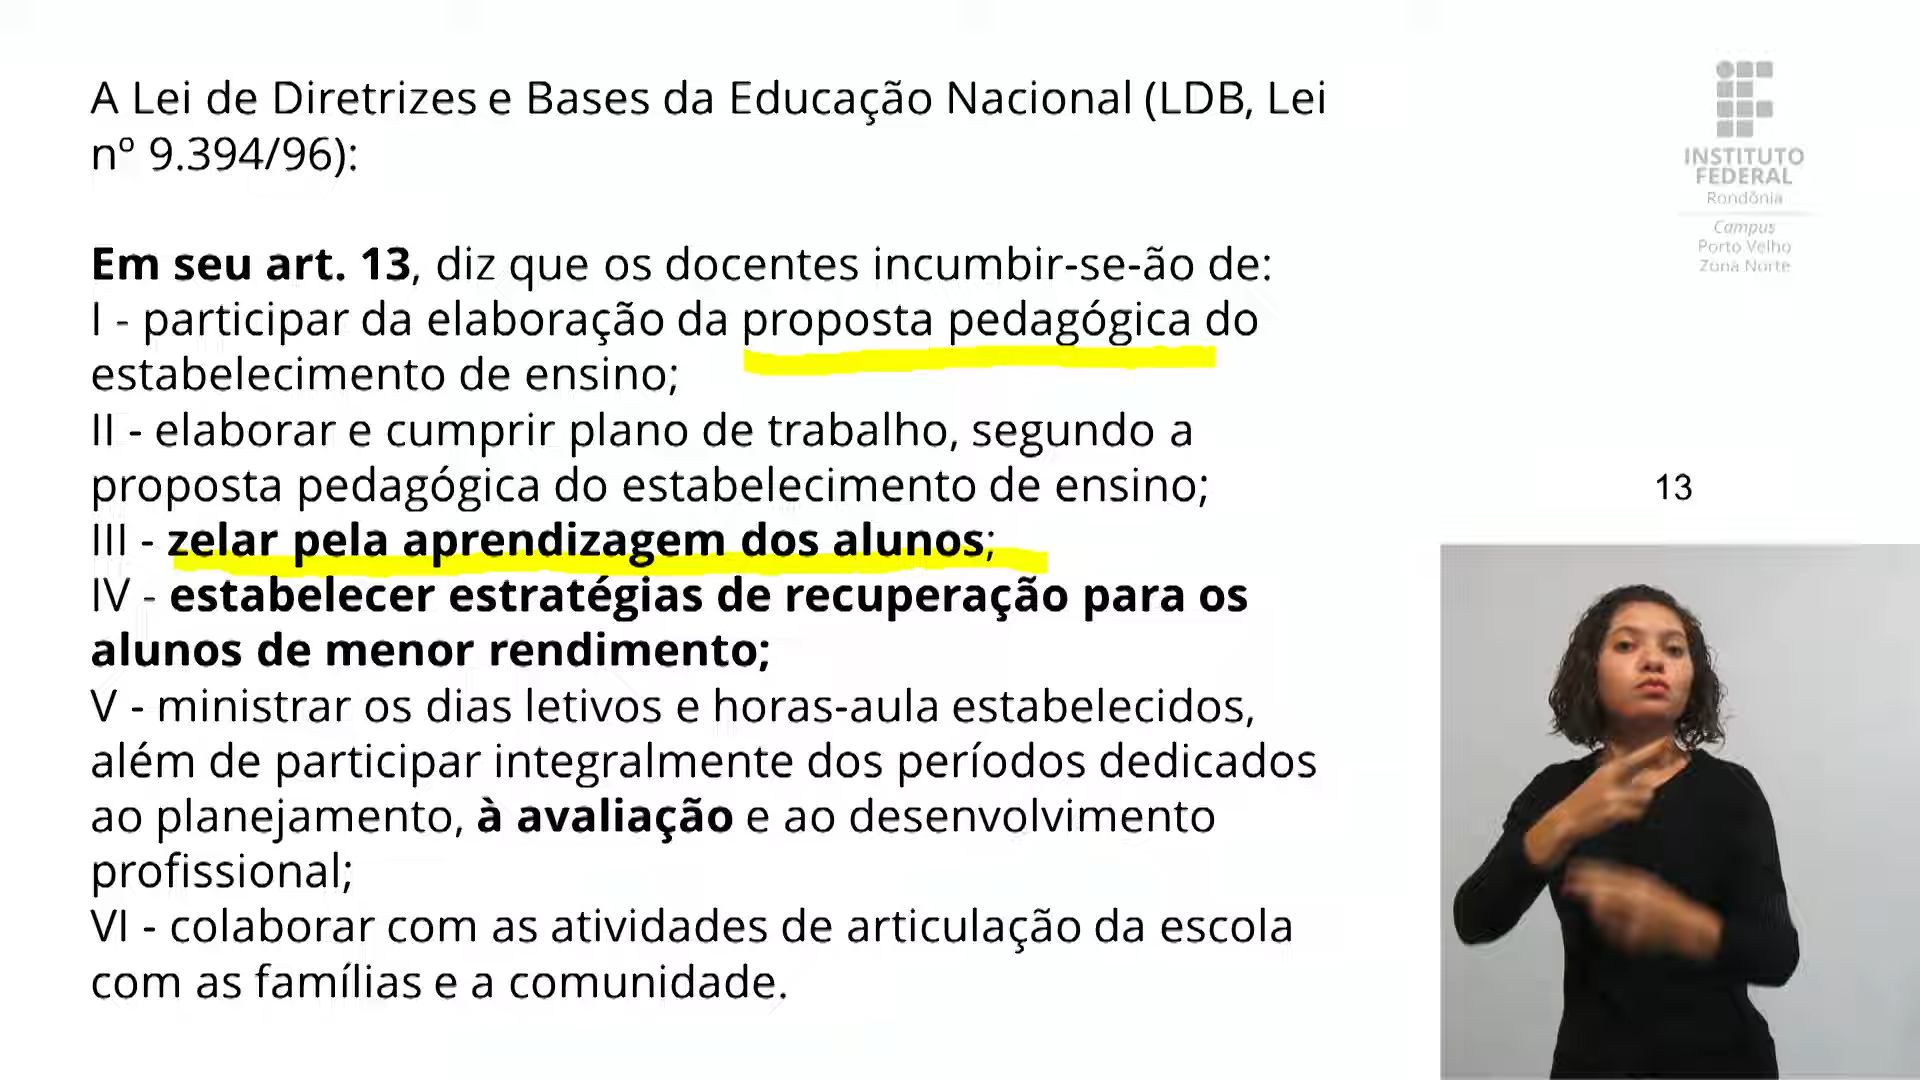 A Lei de Diretrizes e Bases da Educação Nacional (LDB, Lei
nº 9.394/96):
Em seu art. 13, diz que os docentes incumbir-se-ão de:
I - participar da elaboração da proposta pedagógica do
estabelecimento de ensino;
II - elaborar e cumprir plano de trabalho, segundo a
proposta pedagógica do estabelecimento de ensino;
III - zelar pela aprendizagem dos alunos;
IV - estabelecer estratégias de recuperação para os
alunos de menor rendimento;
V - ministrar os dias letivos e horas-aula estabelecidos,
além de participar integralmente dos períodos dedicados
ao planejamento, à avaliação e ao desenvolvimento
profissional;
VI - colaborar com as atividades de articulação da escola
com as famílias e a comunidade.
INSTITUTO
FEDERAL
Rondônia
Campus
Porto Velho
Zona Norte
13